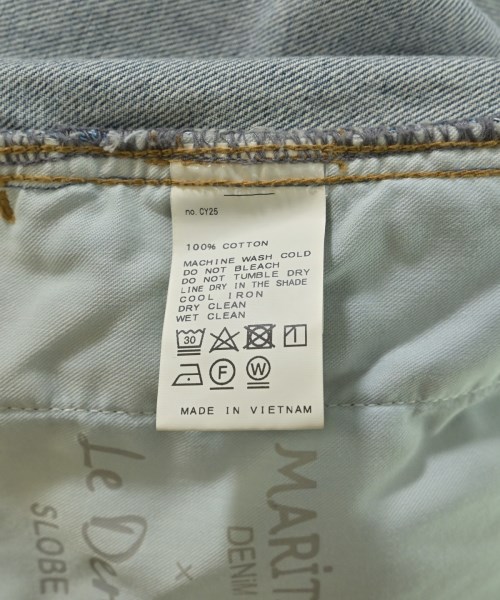 no. CY25
100% COTTON
MACHINE WASH COLD
DO NOT BLEACH
DO NOT TUMBLE DRY
LINE DRY IN THE SHADE
COOL IRON
DRY CLEAN
WET CLEAN
30
F
W
MADE IN VIETNAM
Le Den
SLOBE
×
MARIT
DENIM